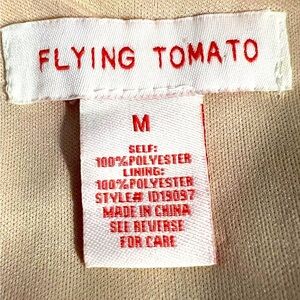 FLYING TOMATO
M
SELF:
100%POLYESTER
LINING:
100%POLYESTER
STYLE# ID19097
MADE IN CHINA
SEE REVERSE
FOR CARE